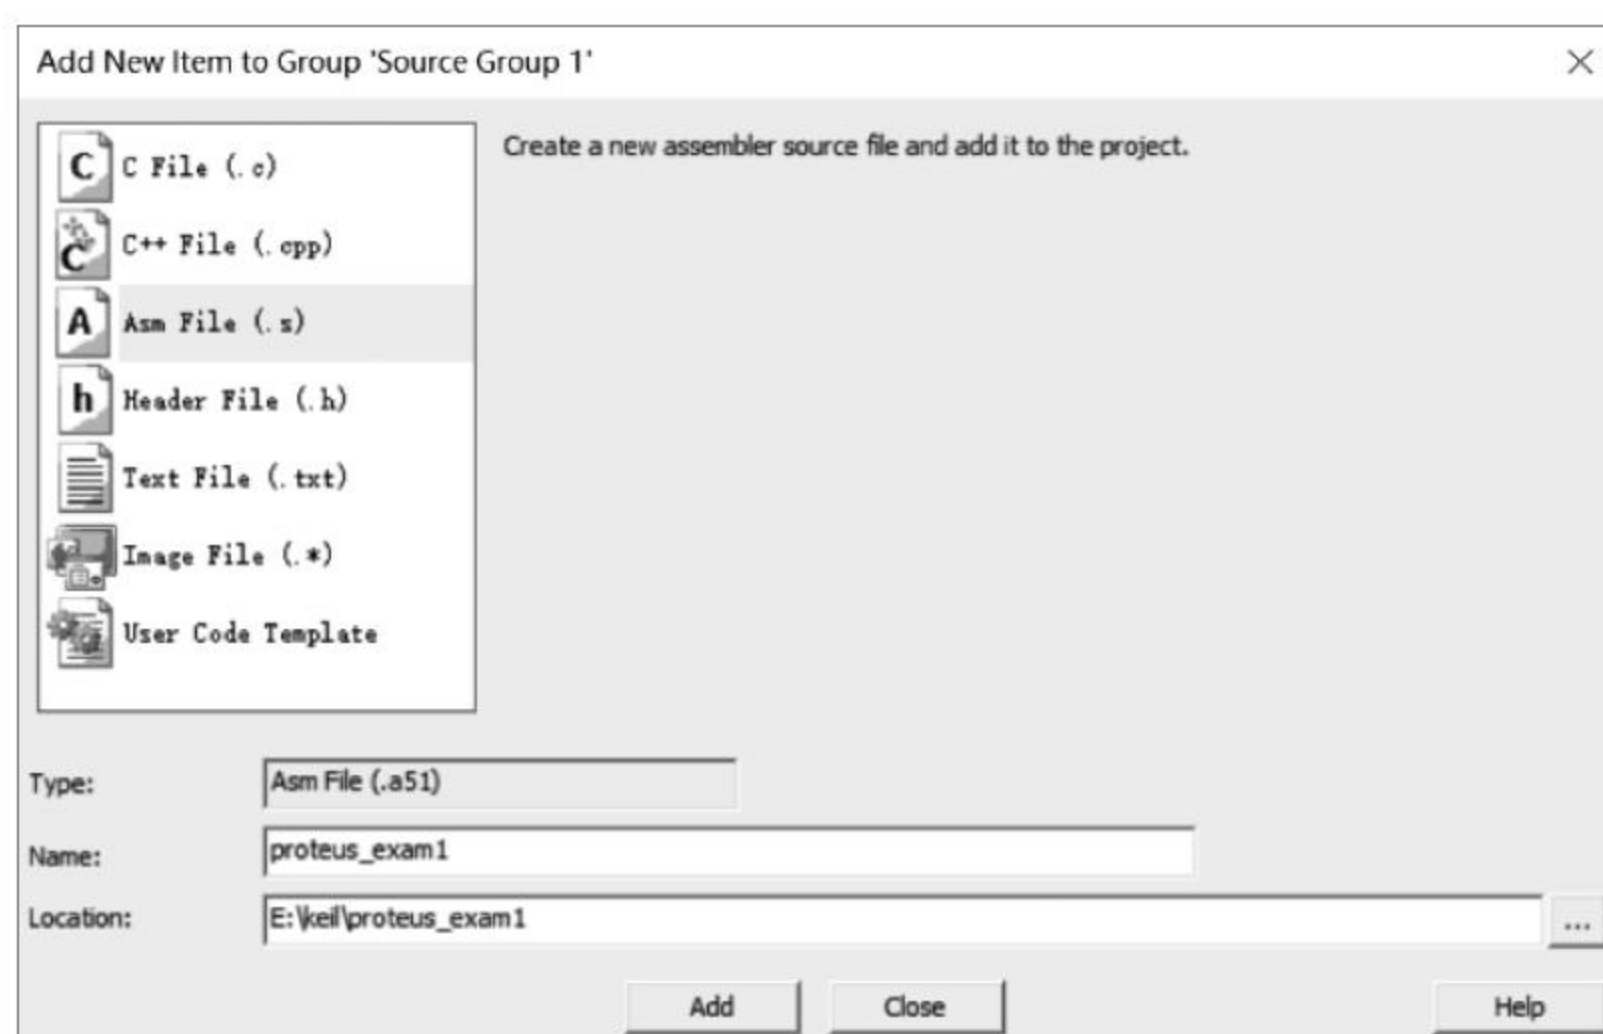 Add New Item to Group 'Source Group 1'
C File (.c)
C++ File (.cpp)
Asm File (.s)
Header File (.h)
Text File (.txt)
Image File (.*)
User Code Template
Create a new assembler source file and add it to the project.
Type: Asm File (.a51)
Name: proteus_exam1
Location: E:\keil\proteus_exam1 ...
Add Close Help